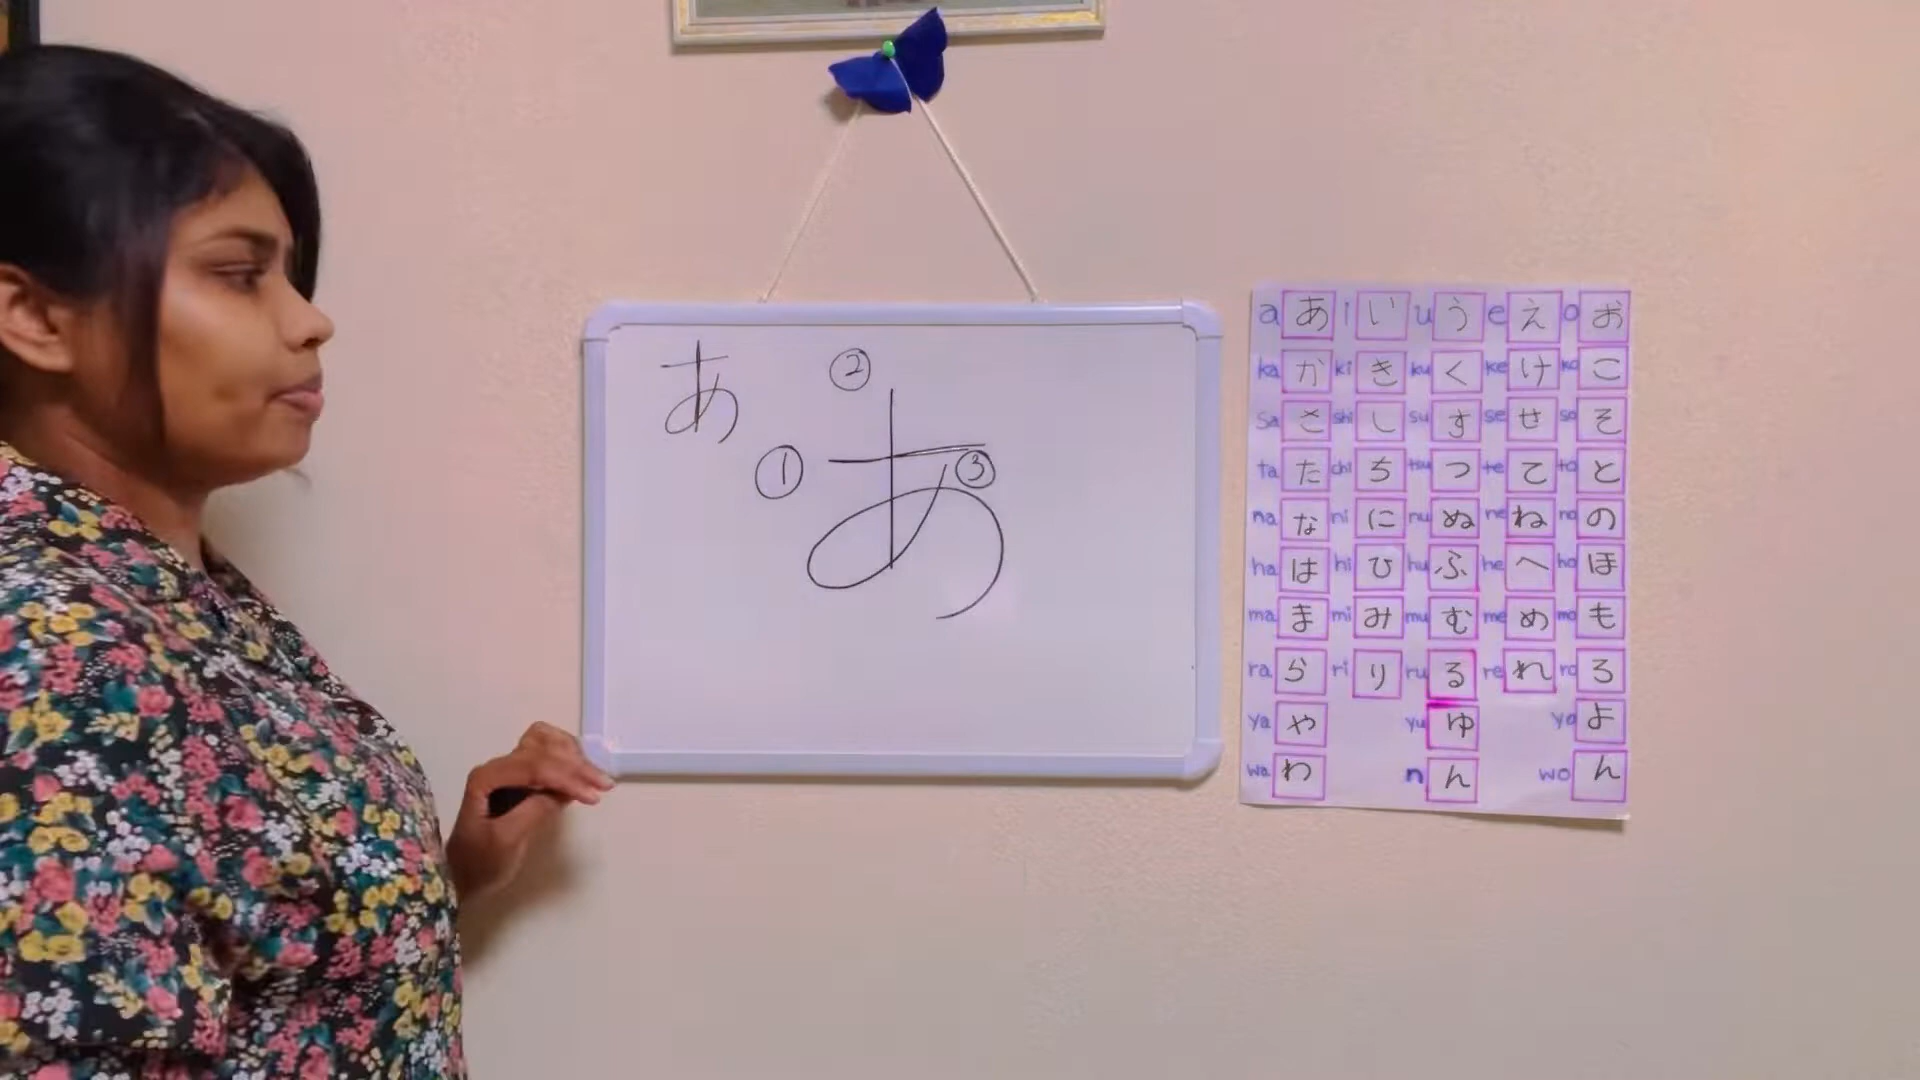 あ
②
① あ ③
a あ i い u う e え o お
ka か ki き ku く ke け ko こ
sa さ shi し su す se せ so そ
ta た chi ち tsu つ te て to と
na な ni に nu ぬ ne ね no の
ha は hi ひ hu ふ he へ ho ほ
ma ま mi み mu む me め mo も
ra ら ri り ru る re れ ro ろ
ya や yu ゆ yo よ
wa わ n ん wo ん